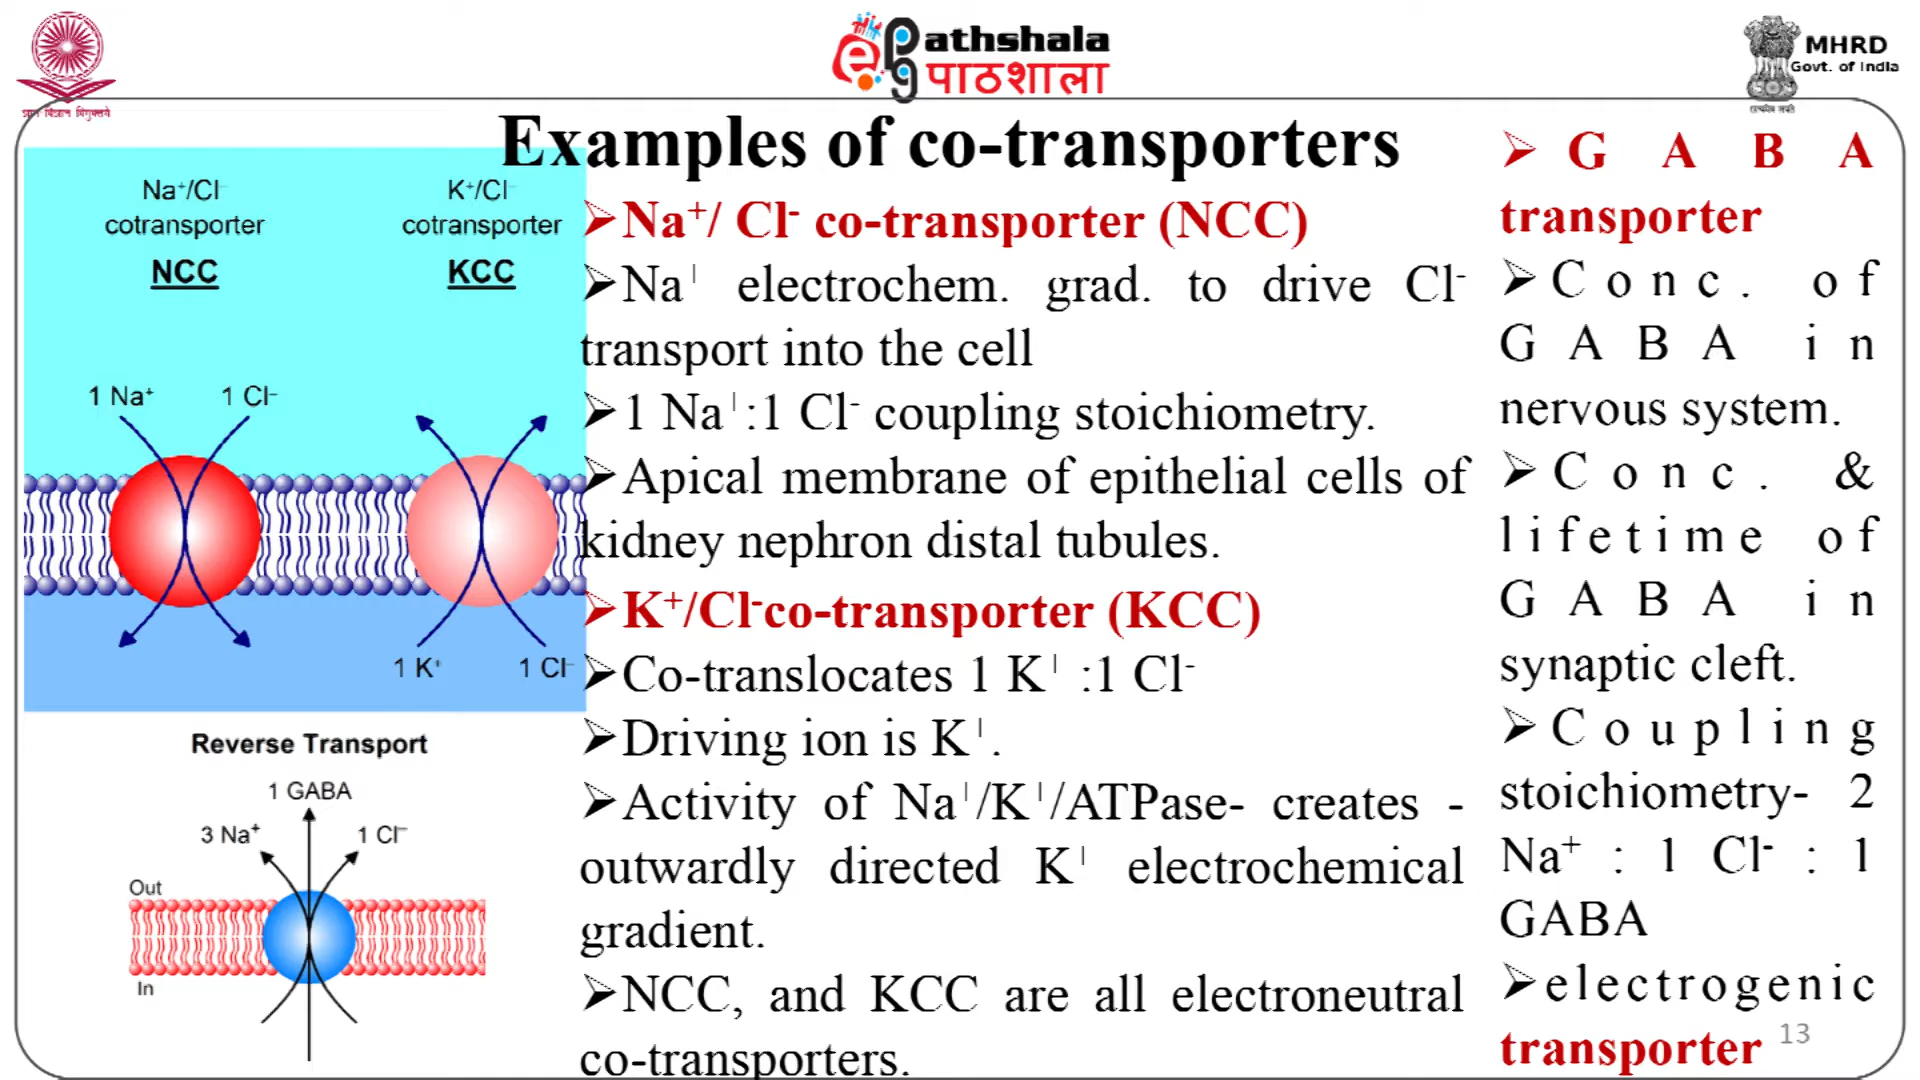 ज्ञान विज्ञान विमुक्तये
ePG athshala
पाठशाला
MHRD
Govt. of India
सत्यमेव जयते
Examples of co-transporters
Na⁺/Cl⁻
cotransporter
NCC
K⁺/Cl⁻
cotransporter
KCC
1 Na⁺
1 Cl⁻
1 K⁺
1 Cl⁻
Reverse Transport
1 GABA
3 Na⁺
1 Cl⁻
Out
In
➢Na⁺/ Cl⁻ co-transporter (NCC)
➢Na⁺ electrochem. grad. to drive Cl⁻
transport into the cell
➢1 Na⁺:1 Cl⁻ coupling stoichiometry.
➢Apical membrane of epithelial cells of
kidney nephron distal tubules.
➢K⁺/Cl⁻co-transporter (KCC)
➢Co-translocates 1 K⁺ :1 Cl⁻
➢Driving ion is K⁺.
➢Activity of Na⁺/K⁺/ATPase- creates -
outwardly directed K⁺ electrochemical
gradient.
➢NCC, and KCC are all electroneutral
co-transporters.
➢ G A B A
transporter
➢Conc. of
GABA in
nervous system.
➢Conc. &
lifetime of
GABA in
synaptic cleft.
➢Coupling
stoichiometry- 2
Na⁺ : 1 Cl⁻ : 1
GABA
➢electrogenic
transporter
13